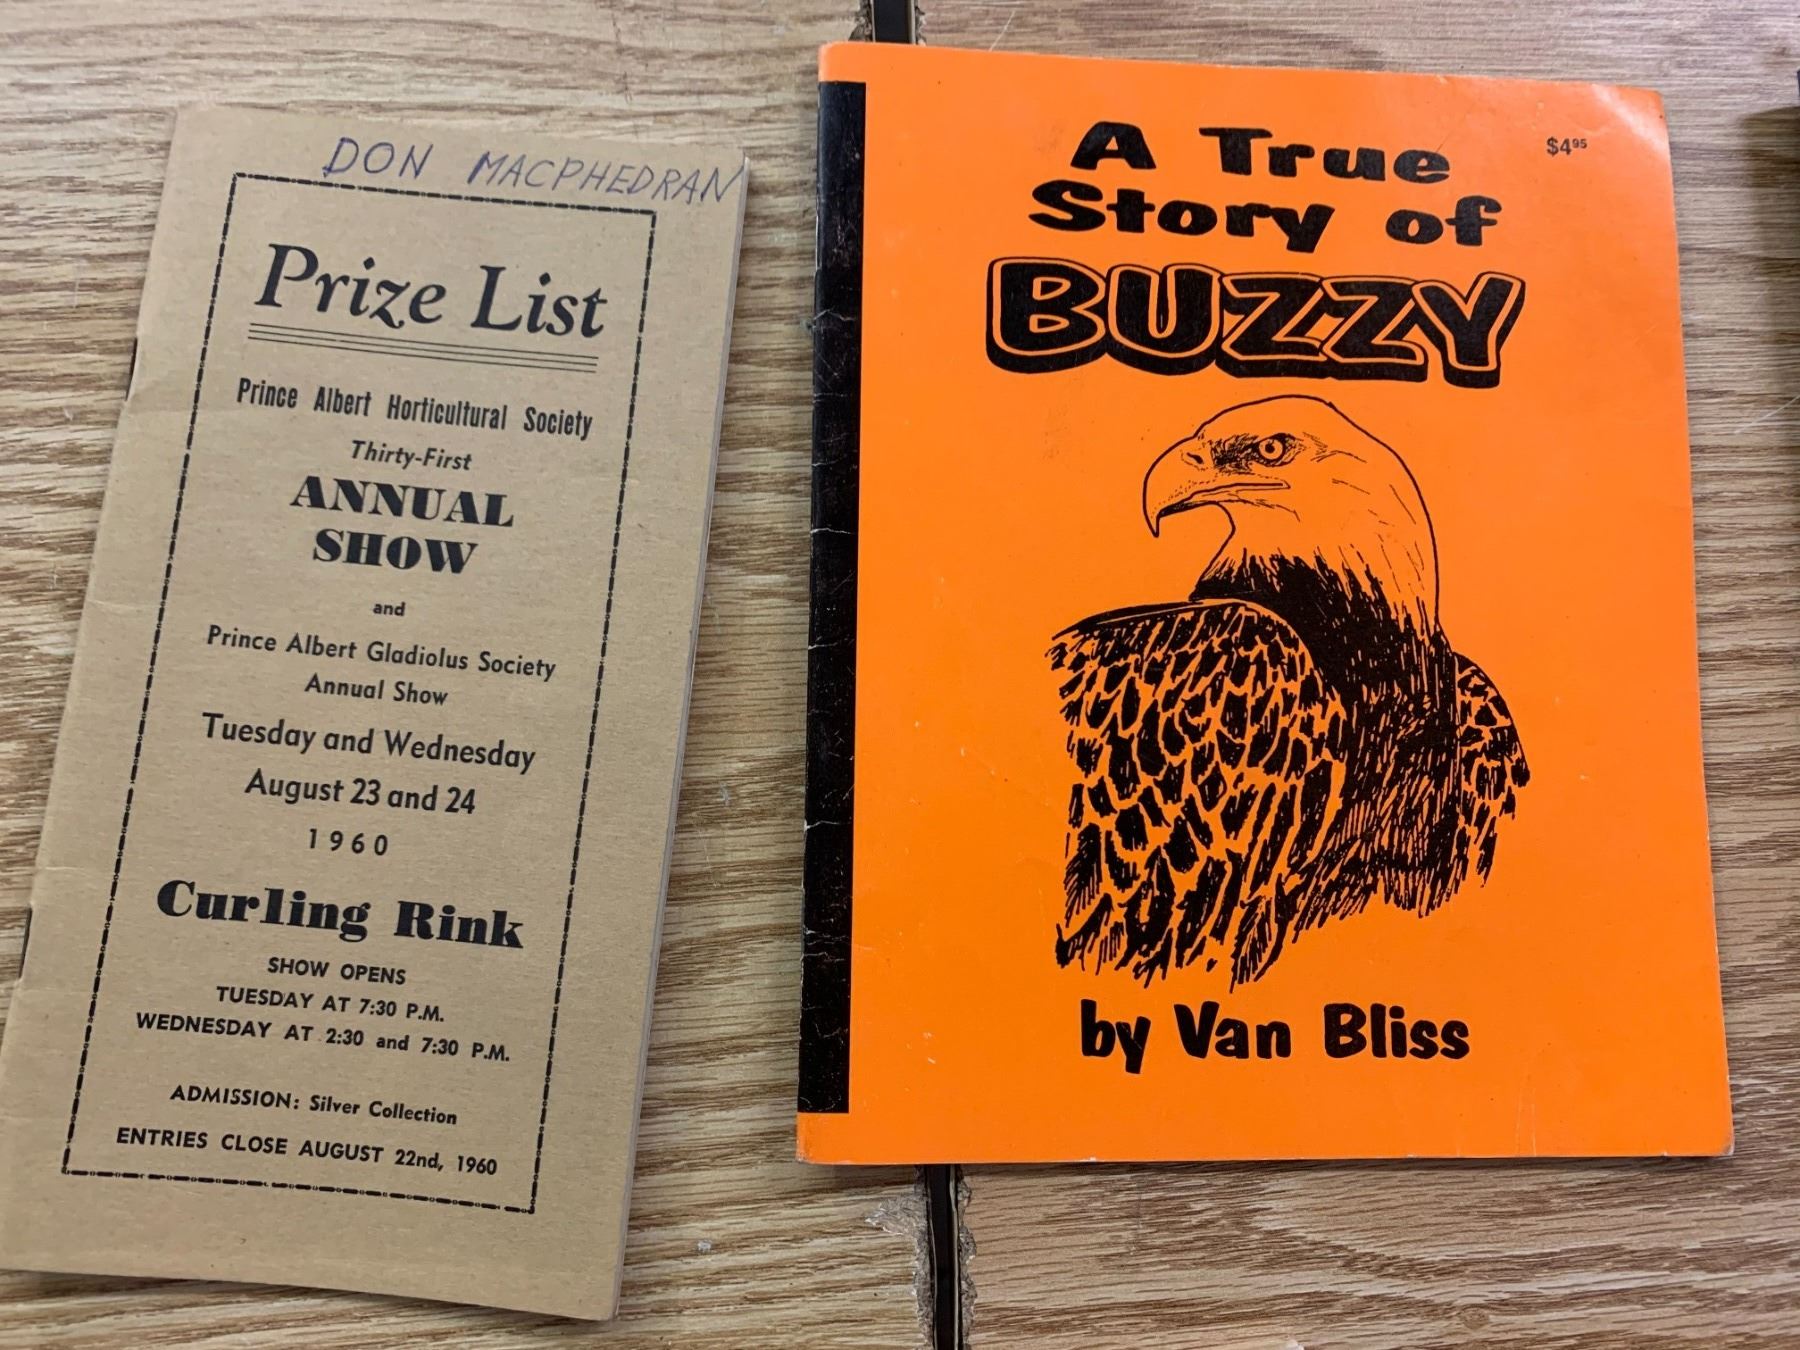 DON MACPHEDRAN
Prize List
Prince Albert Horticultural Society
Thirty-First
ANNUAL
SHOW
and
Prince Albert Gladiolus Society
Annual Show
Tuesday and Wednesday
August 23 and 24
1960
Curling Rink
SHOW OPENS
TUESDAY AT 7:30 P.M.
WEDNESDAY AT 2:30 and 7:30 P.M.
ADMISSION: Silver Collection
ENTRIES CLOSE AUGUST 22nd, 1960
$4.95
A True
Story of
BUZZY
by Van Bliss